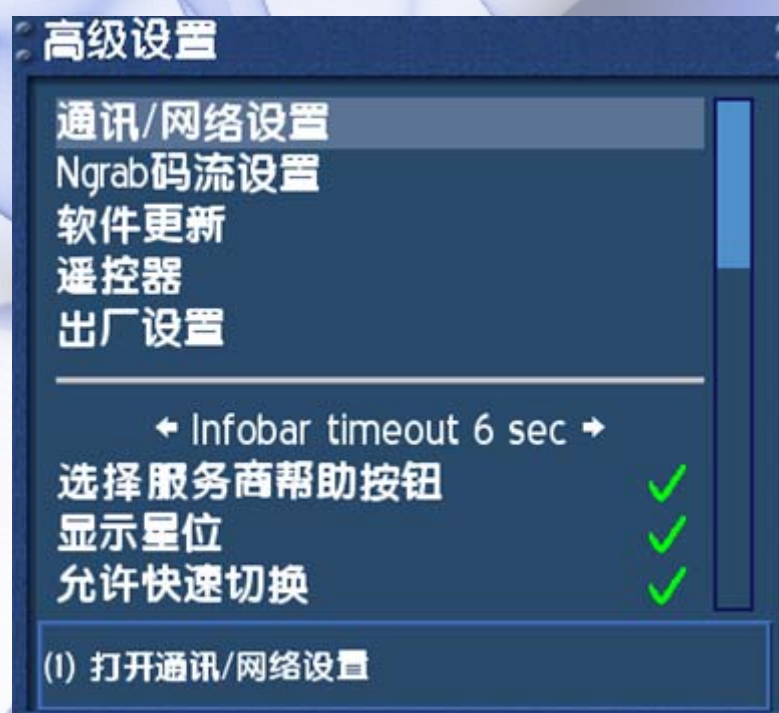 高级设置
通讯/网络设置
Ngrab码流设置
软件更新
遥控器
出厂设置
Infobar timeout 6 sec
选择服务商帮助按钮
显示星位
允许快速切换
(1) 打开通讯/网络设置